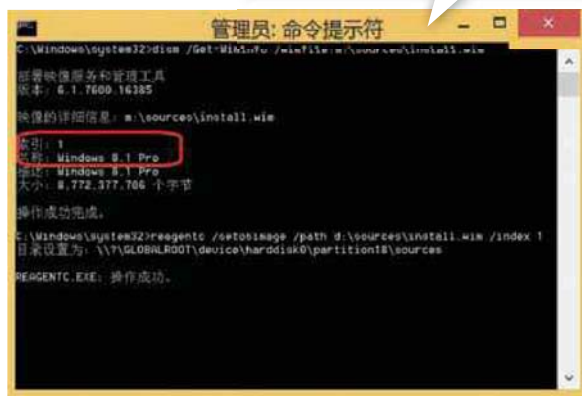 管理员: 命令提示符
C:\Windows\system32>dism /Get-WimInfo /wimfile:m:\sources\install.wim
部署映像服务和管理工具
版本: 6.1.7600.16385
映像的详细信息: m:\sources\install.wim
索引: 1
名称: Windows 8.1 Pro
描述: Windows 8.1 Pro
大小: 8,772,377,706 个字节
操作成功完成。
C:\Windows\system32>reagentc /setosimage /path d:\sources\install.wim /index 1
目录设置为: \\?\GLOBALROOT\device\harddisk0\partition18\sources
REAGENTC.EXE: 操作成功。